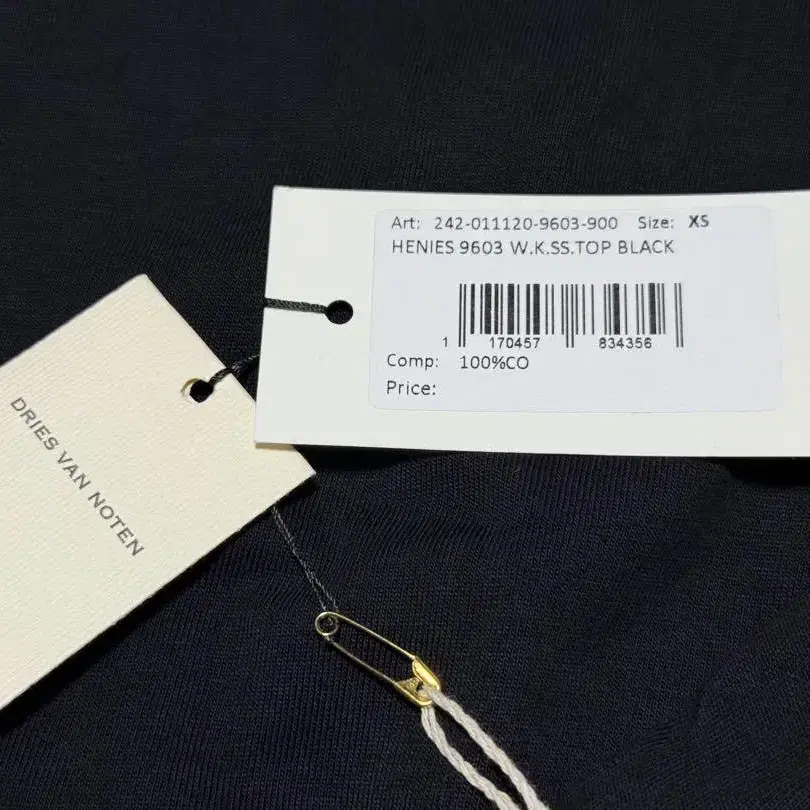 Art: 242-011120-9603-900 Size: XS
HENIES 9603 W.K.SS.TOP BLACK
1 170457 834356
Comp: 100%CO
Price:
DRIES VAN NOTEN